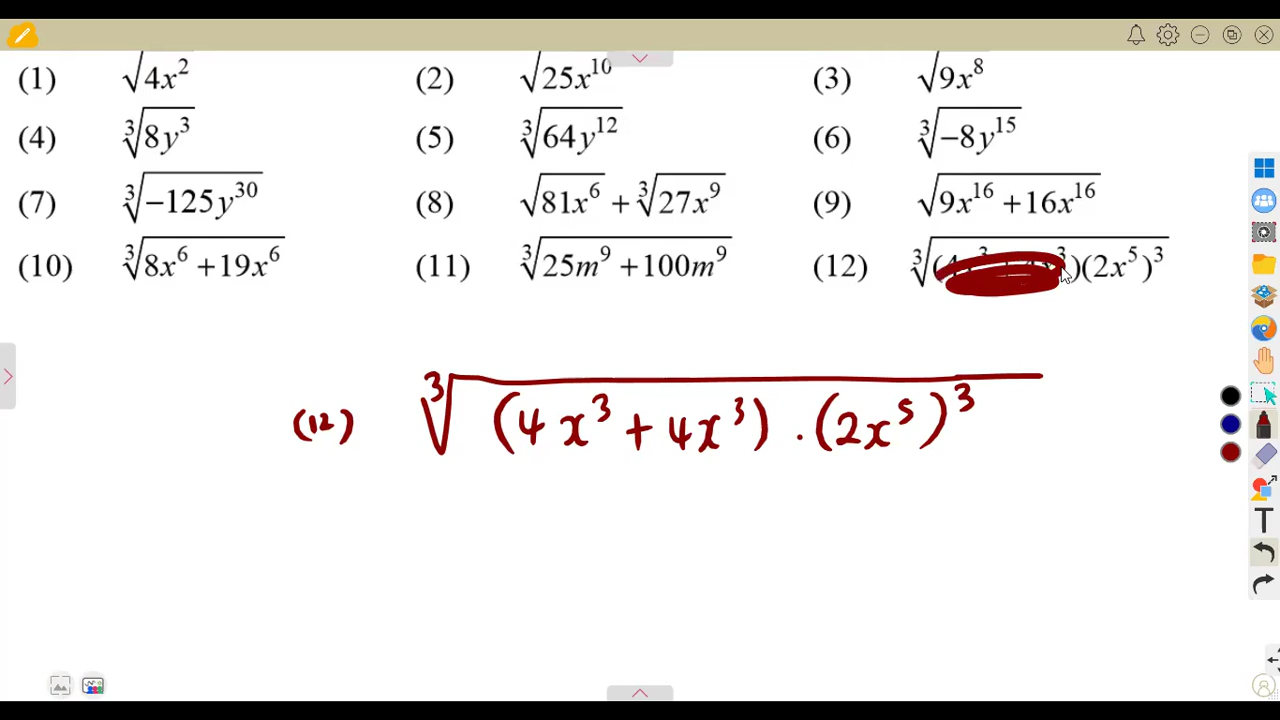 (1) √4x² (2) √25x¹⁰ (3) √9x⁸
(4) ∛8y³ (5) ∛64y¹² (6) ∛−8y¹⁵
(7) ∛−125y³⁰ (8) √81x⁶ + ∛27x⁹ (9) √9x¹⁶ + 16x¹⁶
(10) ∛8x⁶ + 19x⁶ (11) ∛25m⁹ + 100m⁹ (12) ∛( )(2x⁵)³
(12) ∛(4x³ + 4x³) . (2x⁵)³
T